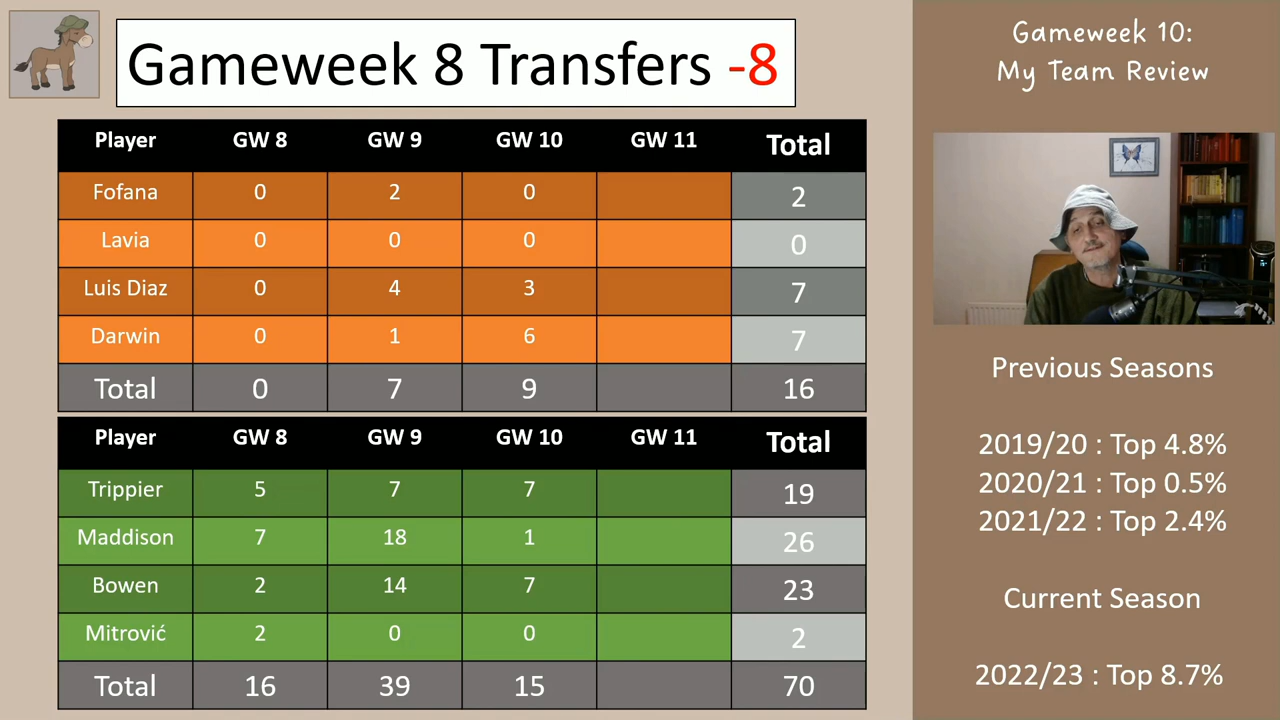 Gameweek 8 Transfers -8
Player GW 8 GW 9 GW 10 GW 11 Total
Fofana 0 2 0 2
Lavia 0 0 0 0
Luis Diaz 0 4 3 7
Darwin 0 1 6 7
Total 0 7 9 16
Player GW 8 GW 9 GW 10 GW 11 Total
Trippier 5 7 7 19
Maddison 7 18 1 26
Bowen 2 14 7 23
Mitrović 2 0 0 2
Total 16 39 15 70
Gameweek 10:
My Team Review
Previous Seasons
2019/20 : Top 4.8%
2020/21 : Top 0.5%
2021/22 : Top 2.4%
Current Season
2022/23 : Top 8.7%